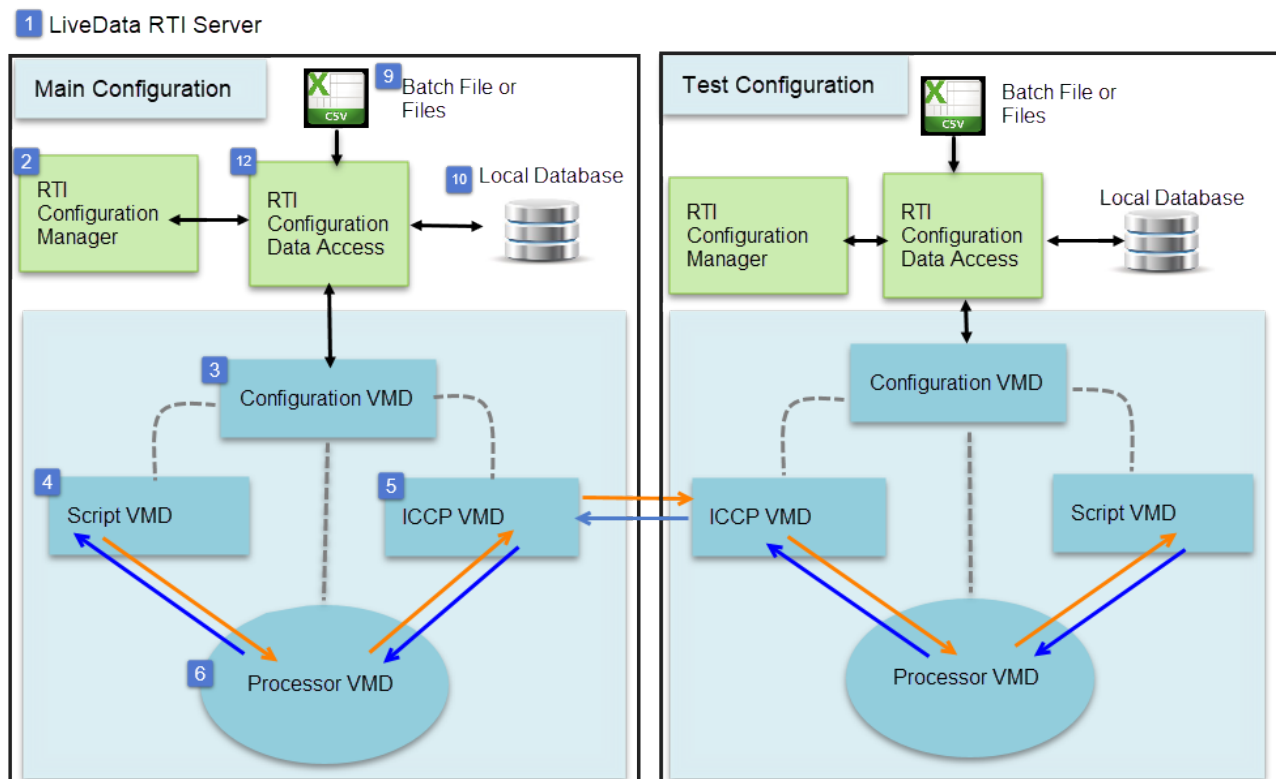 1 LiveData RTI Server
Main Configuration
9
Batch File or
Files
X
CSV
2
RTI
Configuration
Manager
12
RTI
Configuration
Data Access
10
Local Database
3
Configuration VMD
4
Script VMD
5
ICCP VMD
6
Processor VMD
Test Configuration
X
CSV
Batch File or
Files
RTI
Configuration
Manager
RTI
Configuration
Data Access
Local Database
Configuration VMD
ICCP VMD
Script VMD
Processor VMD